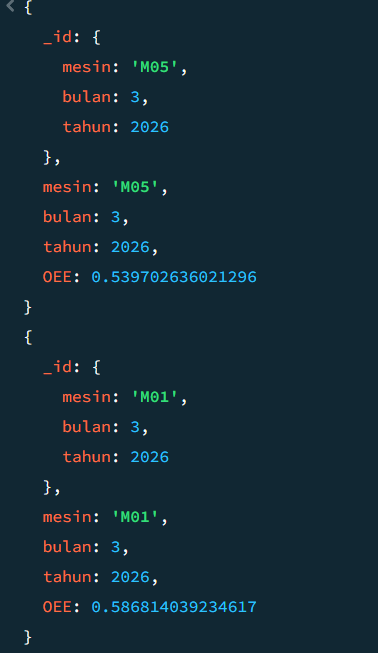 {
  _id: {
    mesin: 'M05',
    bulan: 3,
    tahun: 2026
  },
  mesin: 'M05',
  bulan: 3,
  tahun: 2026,
  OEE: 0.539702636021296
}
{
  _id: {
    mesin: 'M01',
    bulan: 3,
    tahun: 2026
  },
  mesin: 'M01',
  bulan: 3,
  tahun: 2026,
  OEE: 0.586814039234617
}